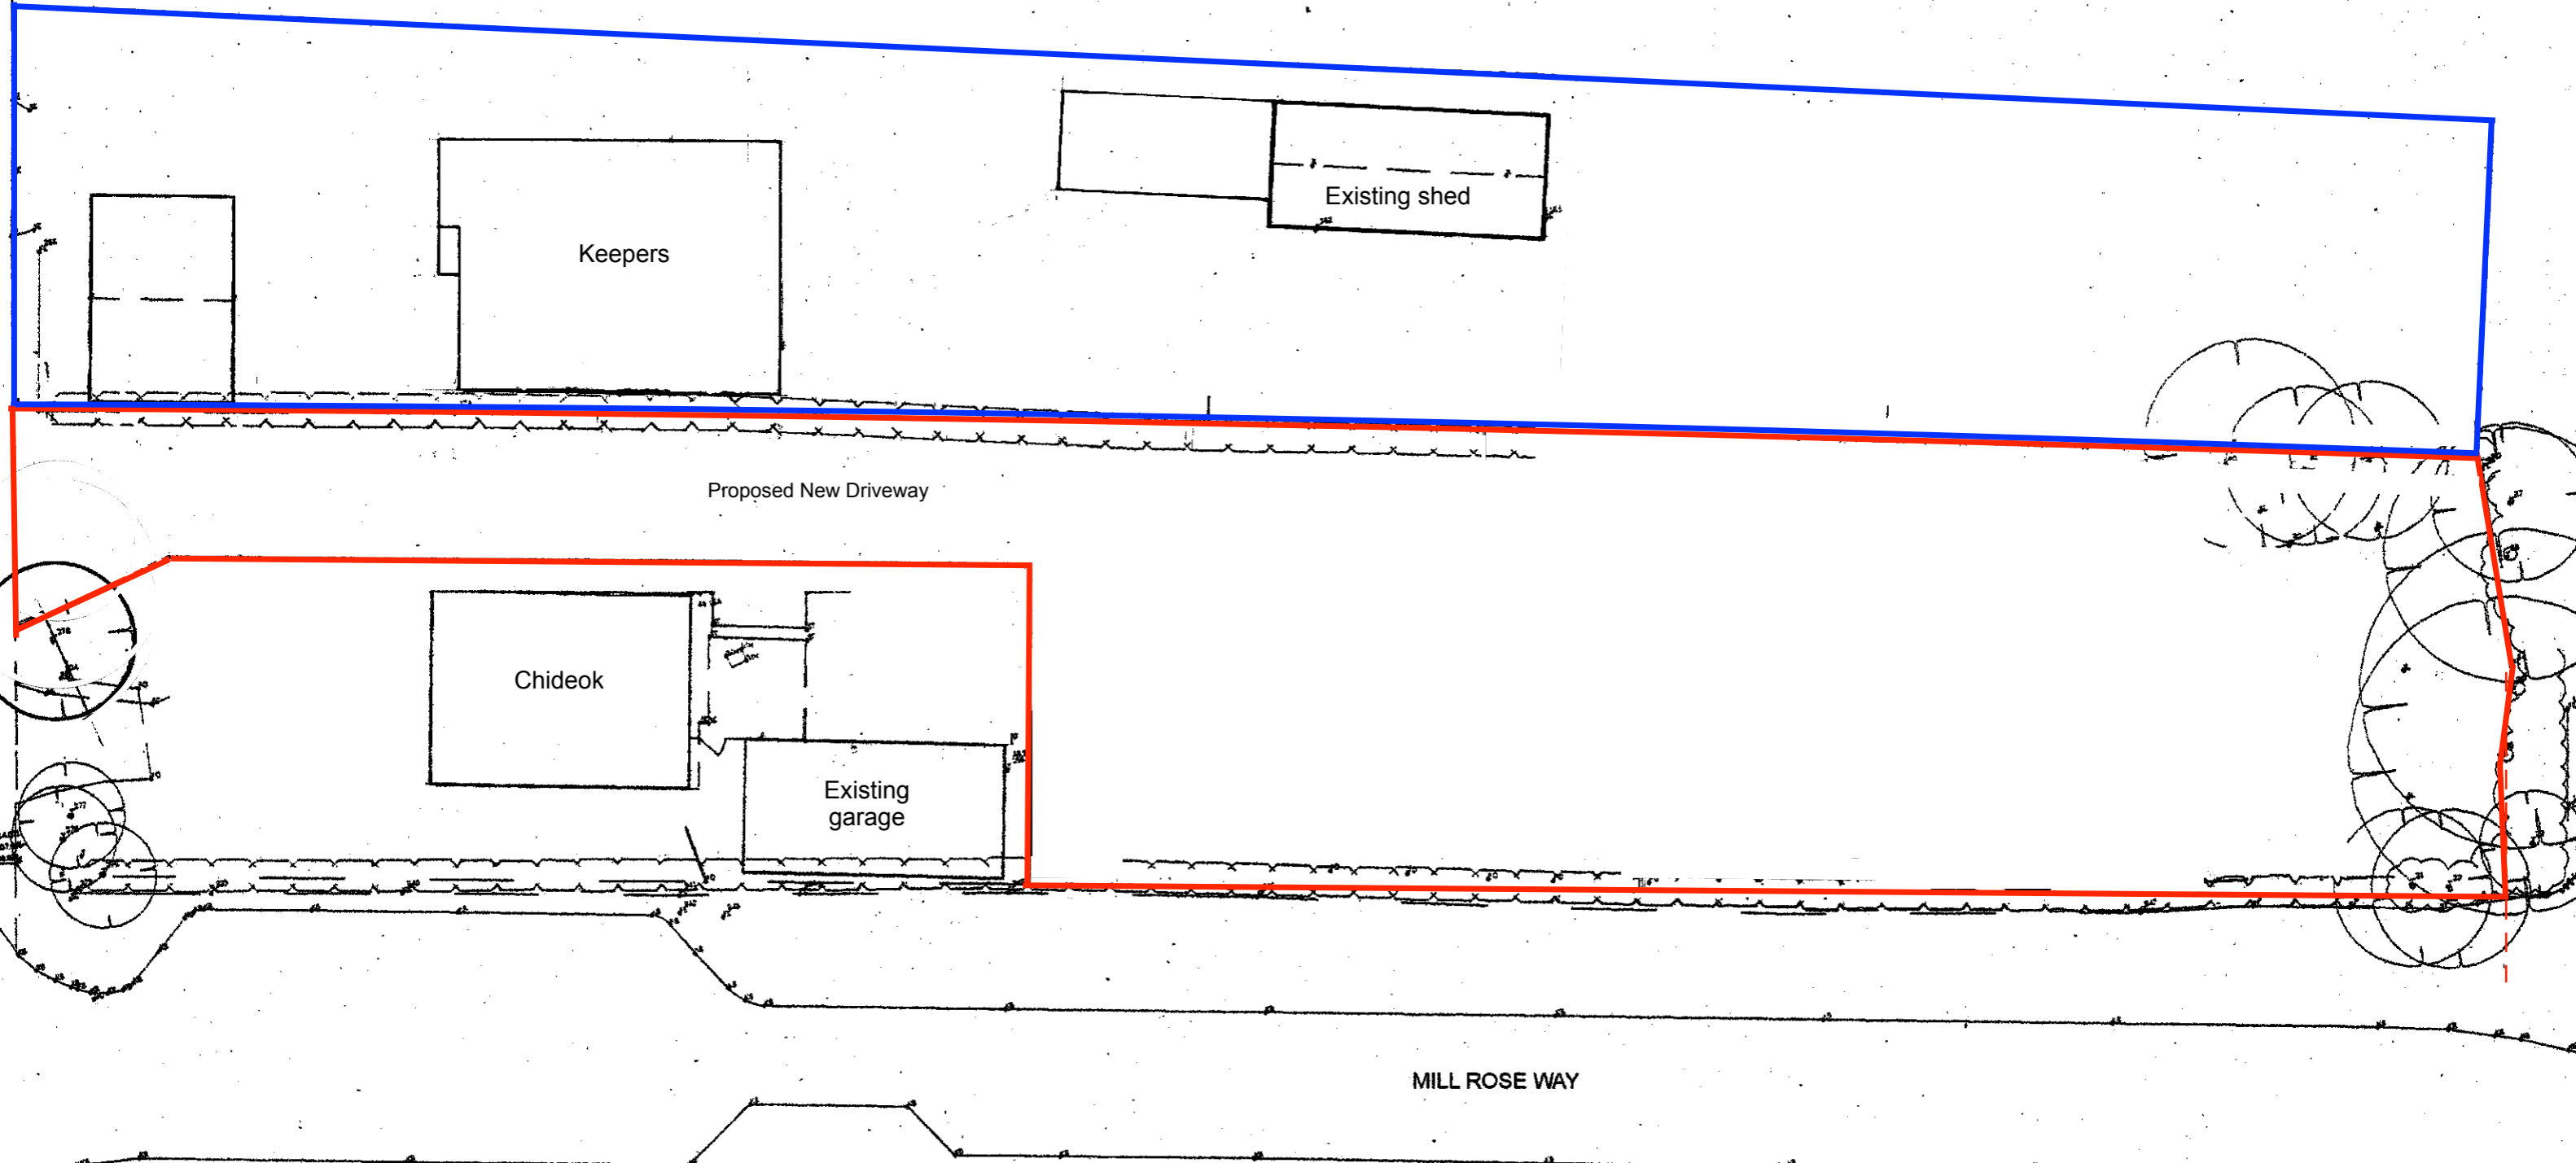 Existing shed
Keepers
Proposed New Driveway
Chideok
Existing
garage
MILL ROSE WAY